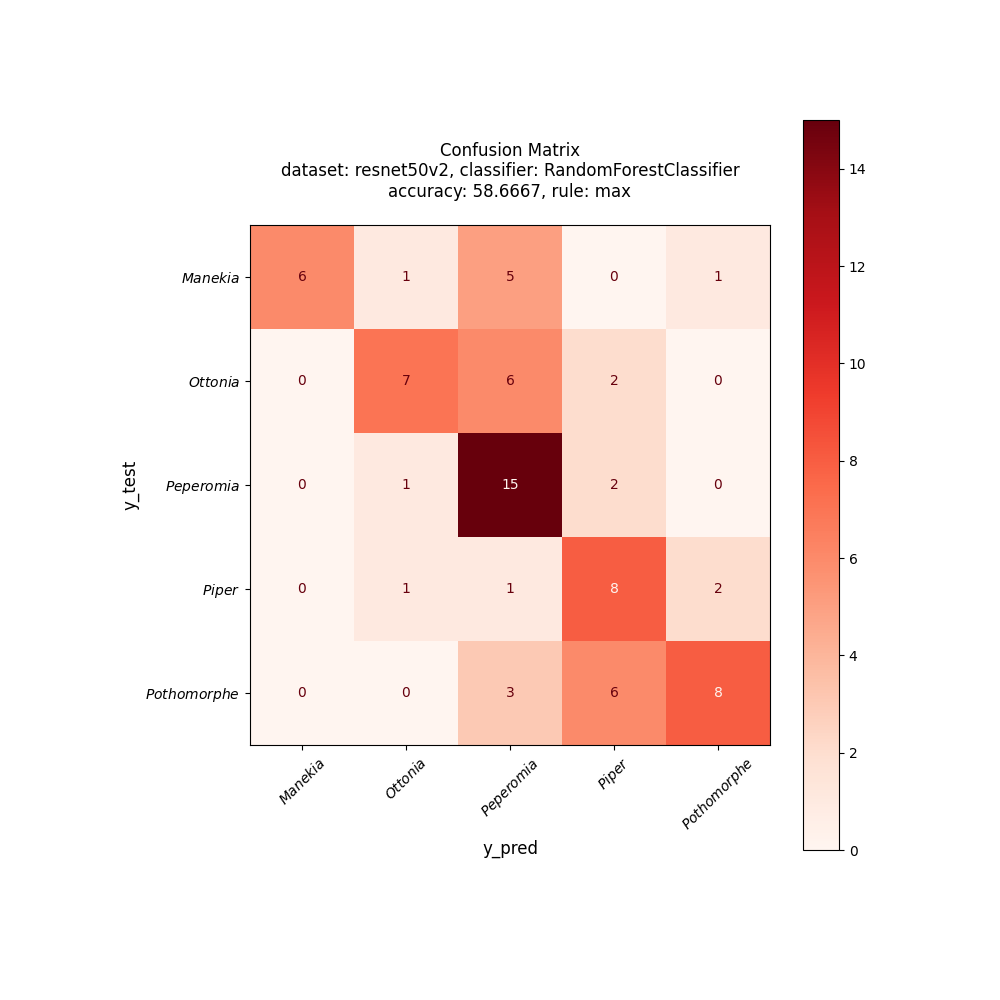 Confusion Matrix
dataset: resnet50v2, classifier: RandomForestClassifier
accuracy: 58.6667, rule: max
y_test
Manekia 6 1 5 0 1
Ottonia 0 7 6 2 0
Peperomia 0 1 15 2 0
Piper 0 1 1 8 2
Pothomorphe 0 0 3 6 8
Manekia Ottonia Peperomia Piper Pothomorphe
y_pred
14
12
10
8
6
4
2
0